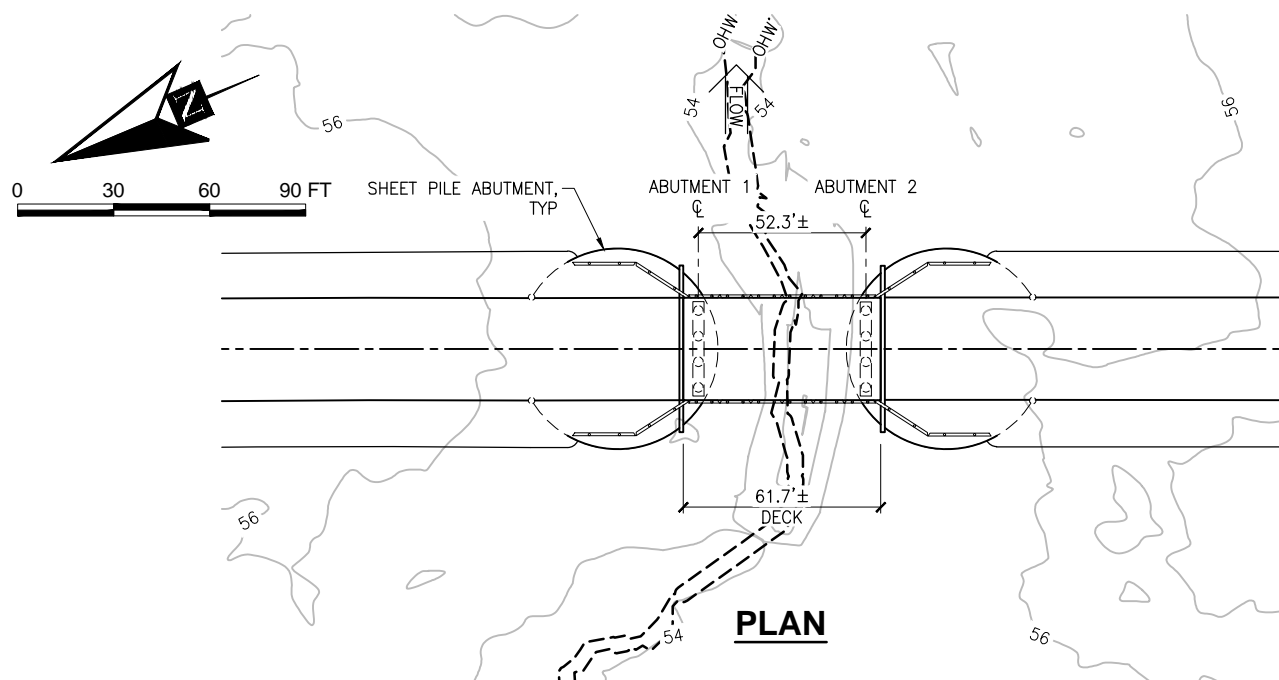 OHW.
OHW.
FLOW
54
54
56
56
N
0 30 60 90 FT
SHEET PILE ABUTMENT,
TYP
ABUTMENT 1
℄
ABUTMENT 2
℄
52.3'±
61.7'±
DECK
56
54
56
PLAN